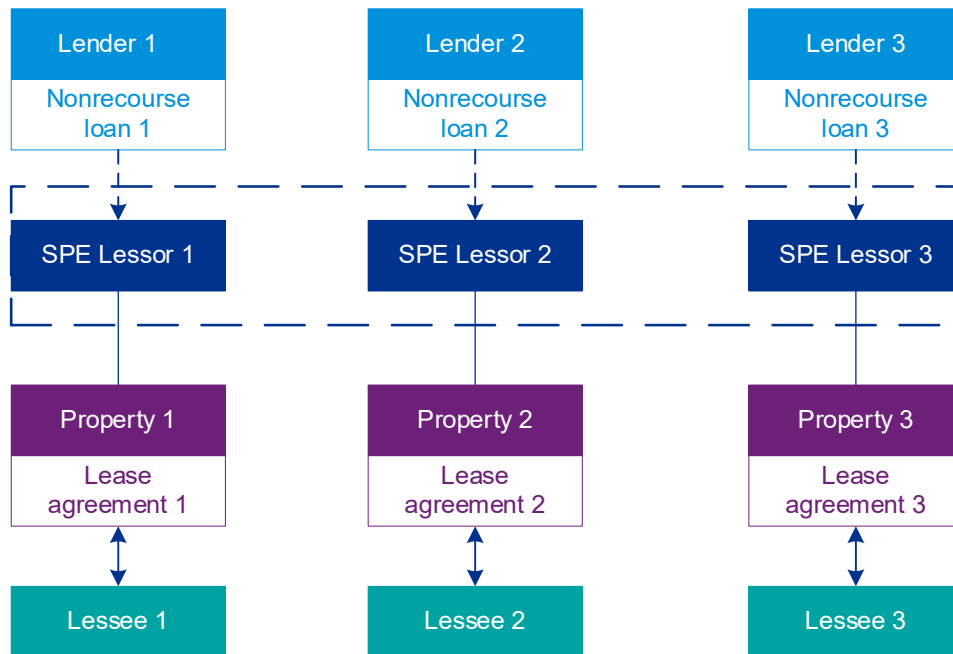 Lender 1
Lender 2
Lender 3
Nonrecourse
loan 1
Nonrecourse
loan 2
Nonrecourse
loan 3
SPE Lessor 1
SPE Lessor 2
SPE Lessor 3
Property 1
Property 2
Property 3
Lease
agreement 1
Lease
agreement 2
Lease
agreement 3
Lessee 1
Lessee 2
Lessee 3